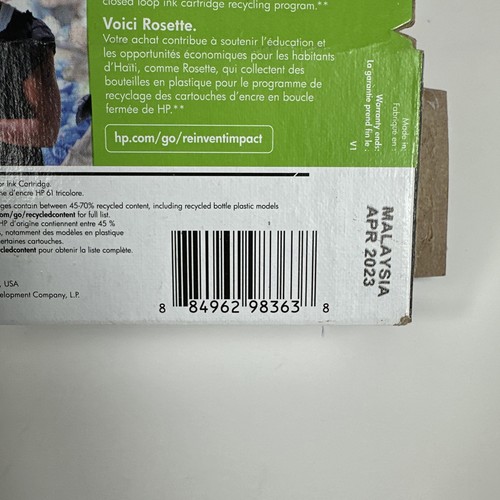 closed loop ink cartridge recycling program.**
Voici Rosette.
Votre achat contribue à soutenir l'éducation et
les opportunités économiques pour les habitants
d'Haïti, comme Rosette, qui collectent des
bouteilles en plastique pour le programme de
recyclage des cartouches d'encre en boucle
fermée de HP.**
hp.com/go/reinventimpact
Made in:
Fabriqué en :
Warranty ends:
La garantie prend fin le :
V1
MALAYSIA
APR 2023
or Ink Cartridge.
e d'encre HP 61 tricolore.
ges contain between 45-70% recycled content, including recycled bottle plastic models
om/go/recycledcontent for full list.
HP d'origine contiennent entre 45 %
, notamment des modèles en plastique
ertaines cartouches.
ycledcontent pour obtenir la liste complète.
, USA
elopment Company, L.P.
8 84962 98363 8